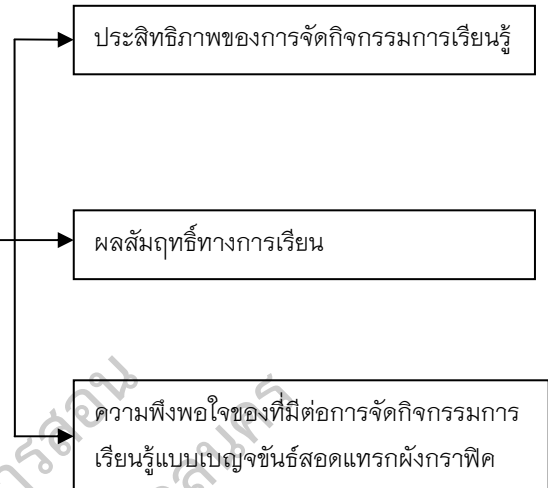 ประสิทธิภาพของการจัดกิจกรรมการเรียนรู้
ผลสัมฤทธิ์ทางการเรียน
ความพึงพอใจของที่มีต่อการจัดกิจกรรมการ
เรียนรู้แบบเบญจขันธ์สอดแทรกผังกราฟิค